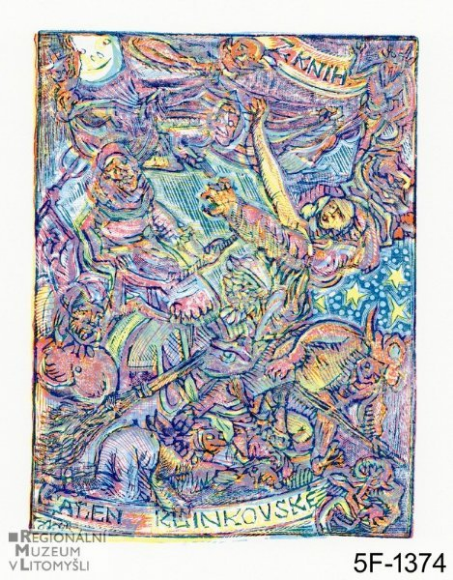 KNIH
ALEN KLINKOVSKÉ
REGIONÁLNÍ
MUZEUM
V LITOMYŠLI
5F-1374